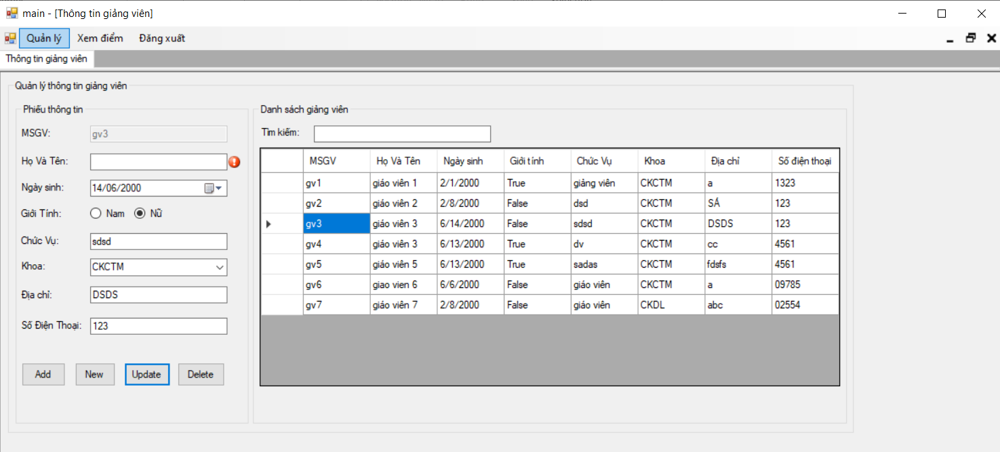 main - [Thông tin giảng viên]
Quản lý Xem điểm Đăng xuất
Thông tin giảng viên
Quản lý thông tin giảng viên
Phiếu thông tin
MSGV: gv3
Họ Và Tên:
Ngày sinh: 14/06/2000
Giới Tính: Nam Nữ
Chức Vụ: sdsd
Khoa: CKCTM
Địa chỉ: DSDS
Số Điện Thoại: 123
Add New Update Delete
Danh sách giảng viên
Tìm kiếm:
MSGV Họ Và Tên Ngày sinh Giới tính Chức Vụ Khoa Địa chỉ Số điện thoại
gv1 giáo viên 1 2/1/2000 True giảng viên CKCTM a 1323
gv2 giáo viên 2 2/8/2000 False dsd CKCTM SÁ 123
gv3 giáo viên 3 6/14/2000 False sdsd CKCTM DSDS 123
gv4 giáo viên 3 6/13/2000 True dv CKCTM cc 4561
gv5 giáo viên 5 6/13/2000 True sadas CKCTM fdsfs 4561
gv6 giao vien 6 6/6/2000 False giáo viên CKCTM a 09785
gv7 giáo viên 7 2/8/2000 False giáo viên CKDL abc 02554